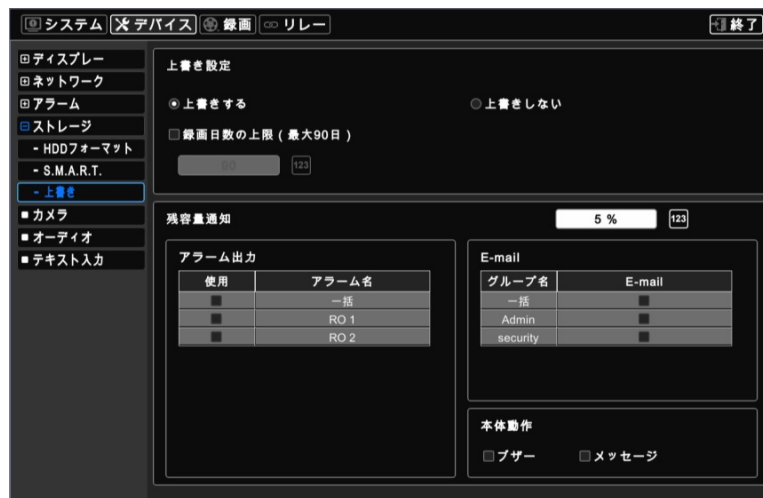 システム デバイス 録画 リレー 終了
ディスプレー
ネットワーク
アラーム
ストレージ
- HDDフォーマット
- S.M.A.R.T.
- 上書き
カメラ
オーディオ
テキスト入力
上書き設定
上書きする 上書きしない
録画日数の上限(最大90日)
90 123
残容量通知 5 % 123
アラーム出力
使用 アラーム名
一括
RO 1
RO 2
E-mail
グループ名 E-mail
一括
Admin
security
本体動作
ブザー メッセージ